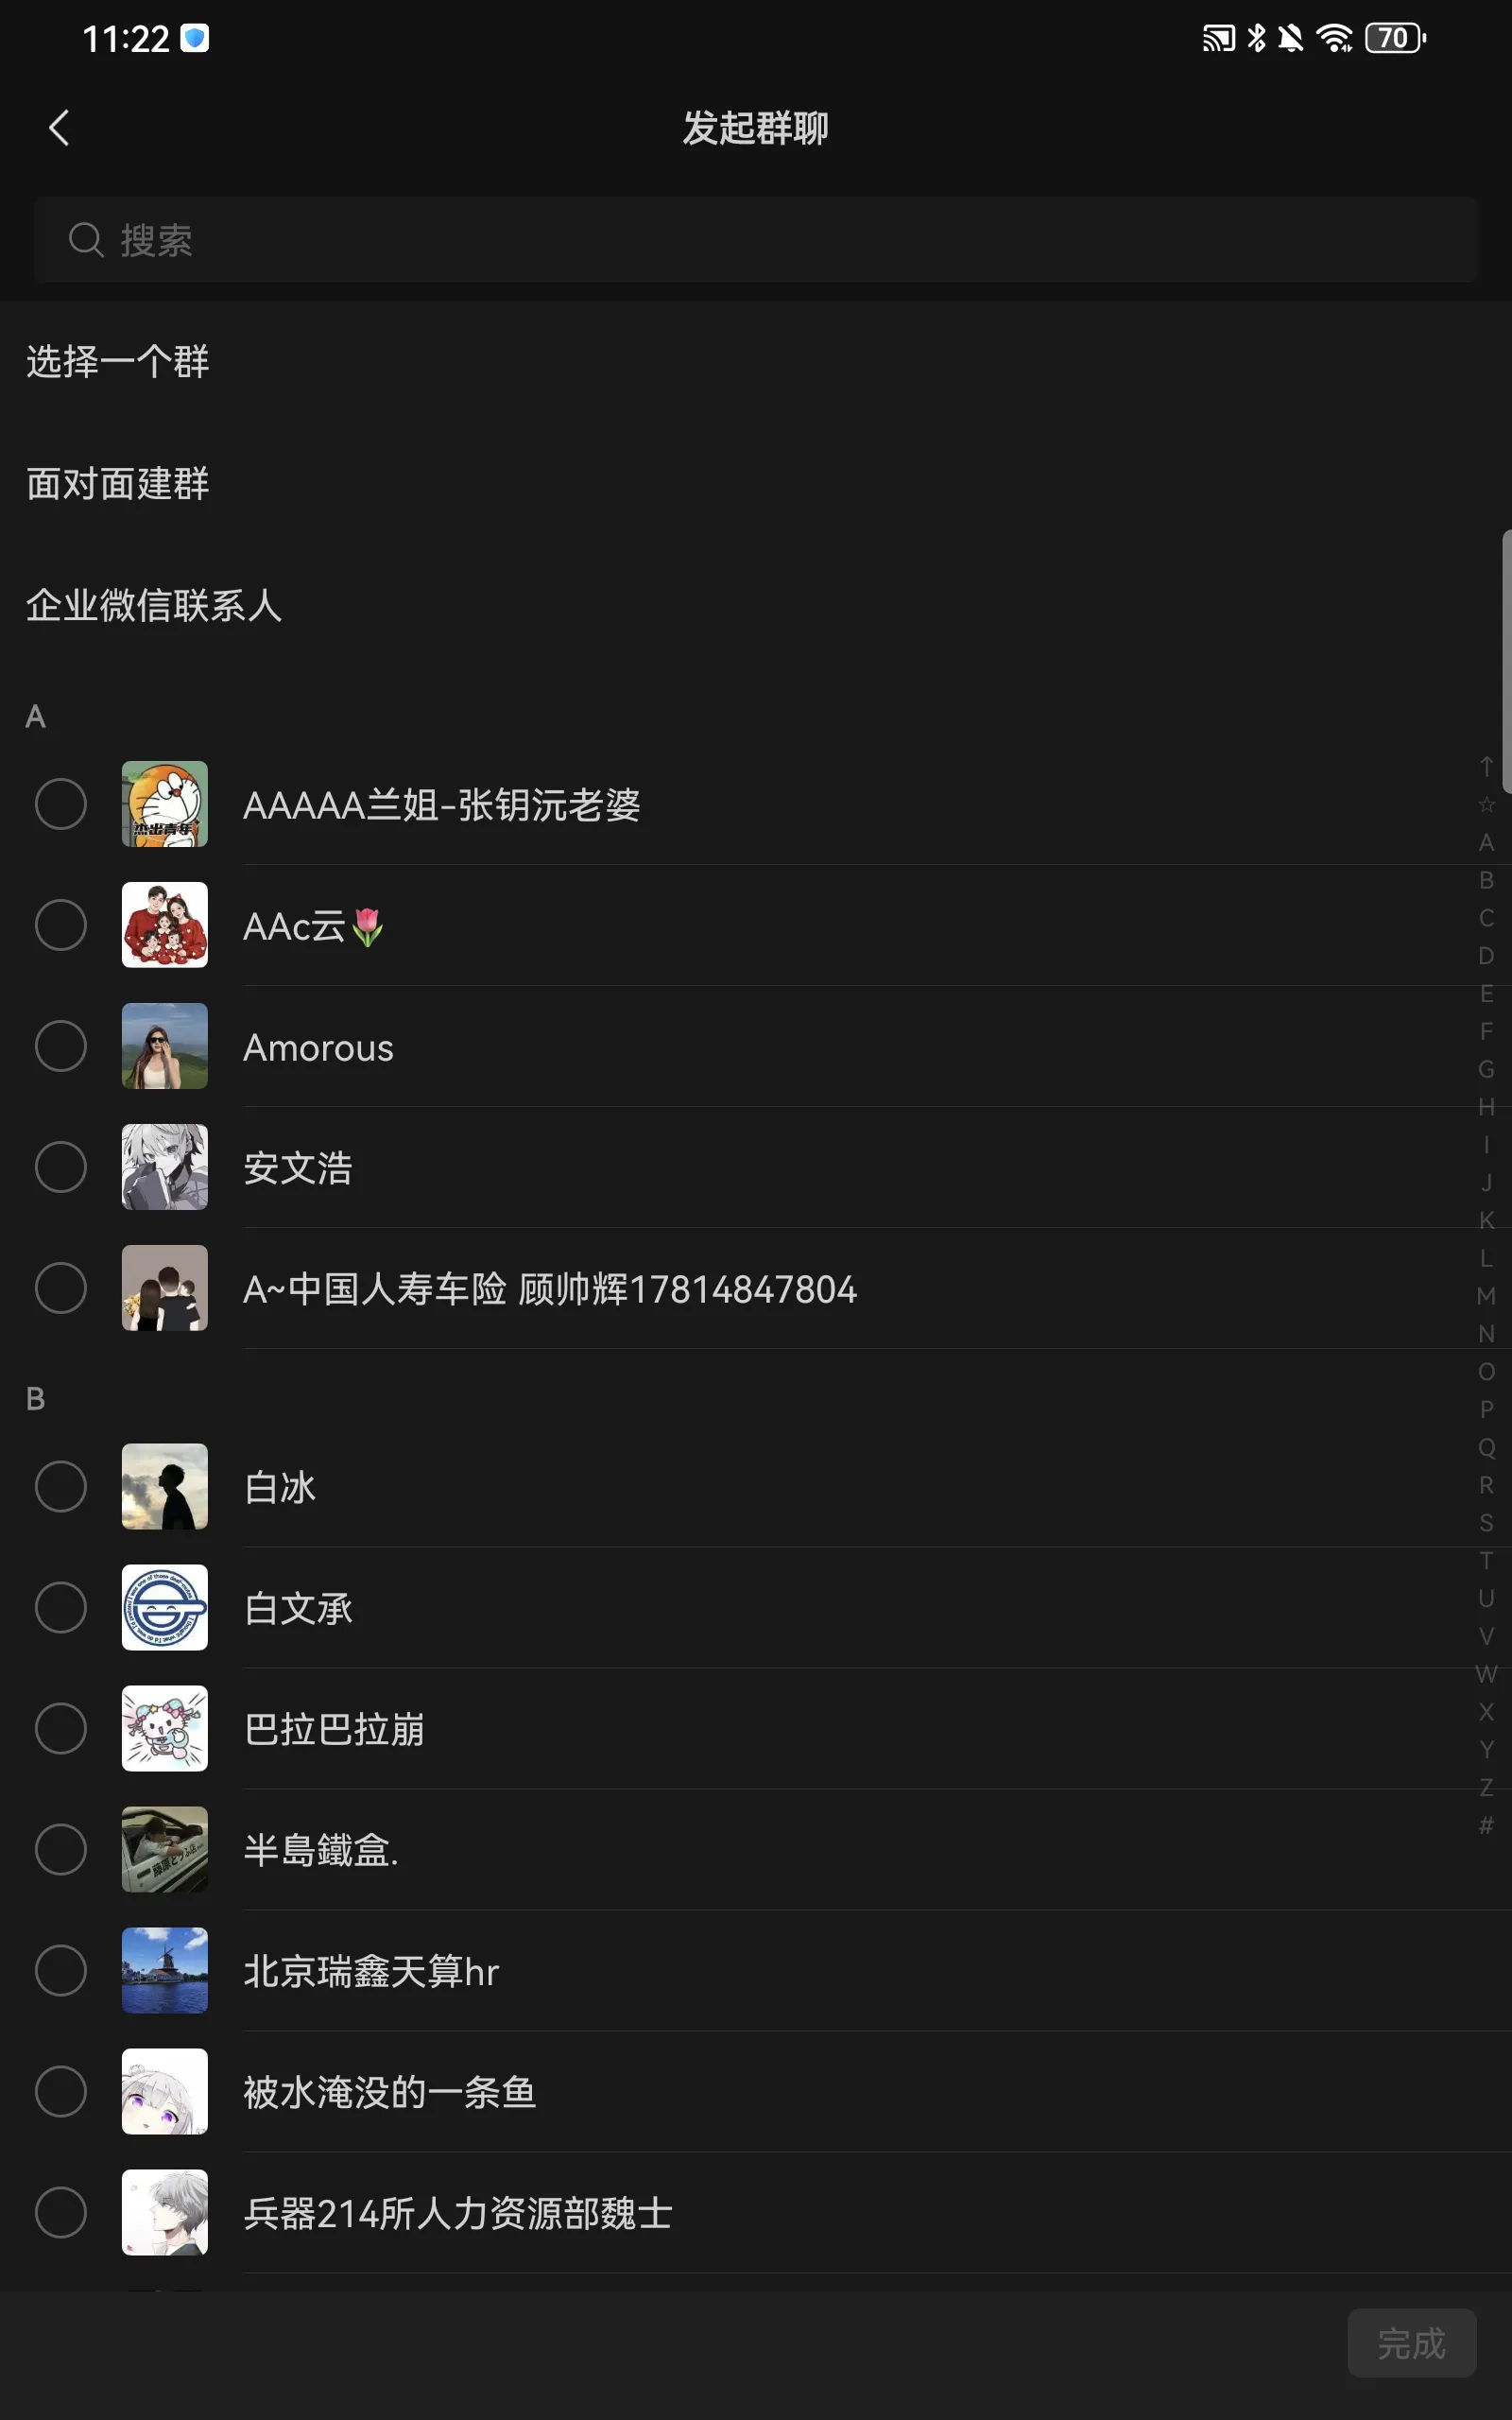 11:22
70
发起群聊
搜索
选择一个群
面对面建群
企业微信联系人
A
杰出青年
AAAAA兰姐-张钥沅老婆
AAc云🌷
Amorous
安文浩
A~中国人寿车险 顾帅辉17814847804
B
白冰
白文承
巴拉巴拉崩
半島鐵盒.
北京瑞鑫天算hr
被水淹没的一条鱼
兵器214所人力资源部魏士
↑
☆
A
B
C
D
E
F
G
H
I
J
K
L
M
N
O
P
Q
R
S
T
U
V
W
X
Y
Z
#
完成